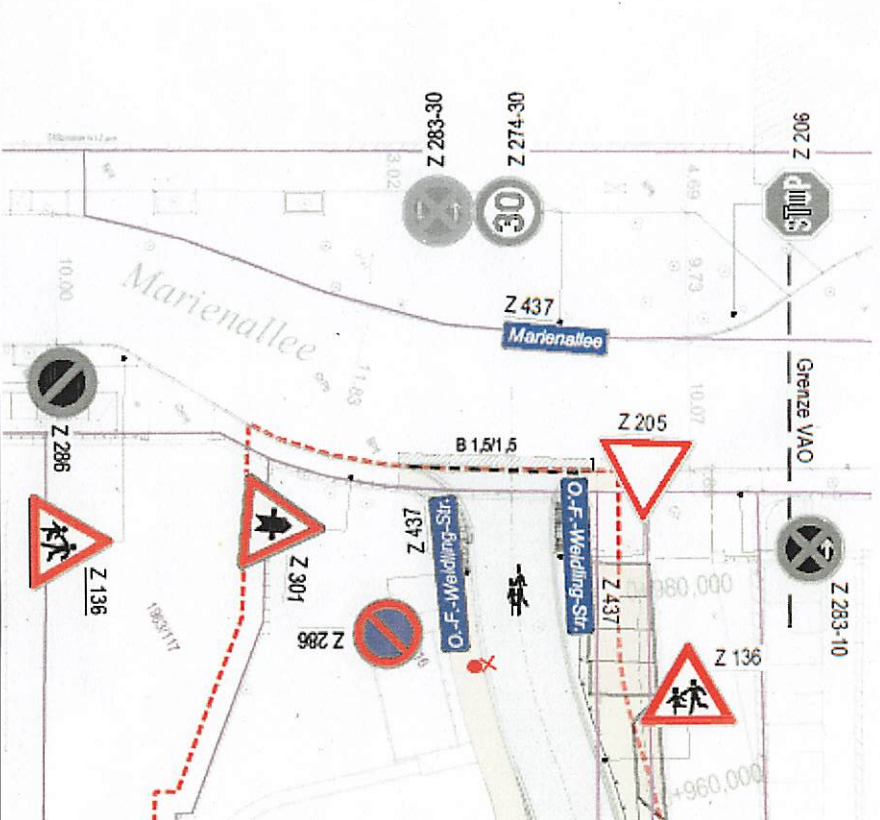 Z 283-30
Z 274-30
Z 206
30
3.02
4.69
9.73
10.00
Marienallee
Z 437
Marienallee
11.83
10.07
Grenze VAO
Z 205
B 1,5/1,5
Z 286
Z 437
O.-F.-Weidling-Str.
O.-F.-Weidling-Str.
Z 437
980,000
Z 283-10
Z 136
Z 301
1963/117
Z 286
Z 136
+960,000